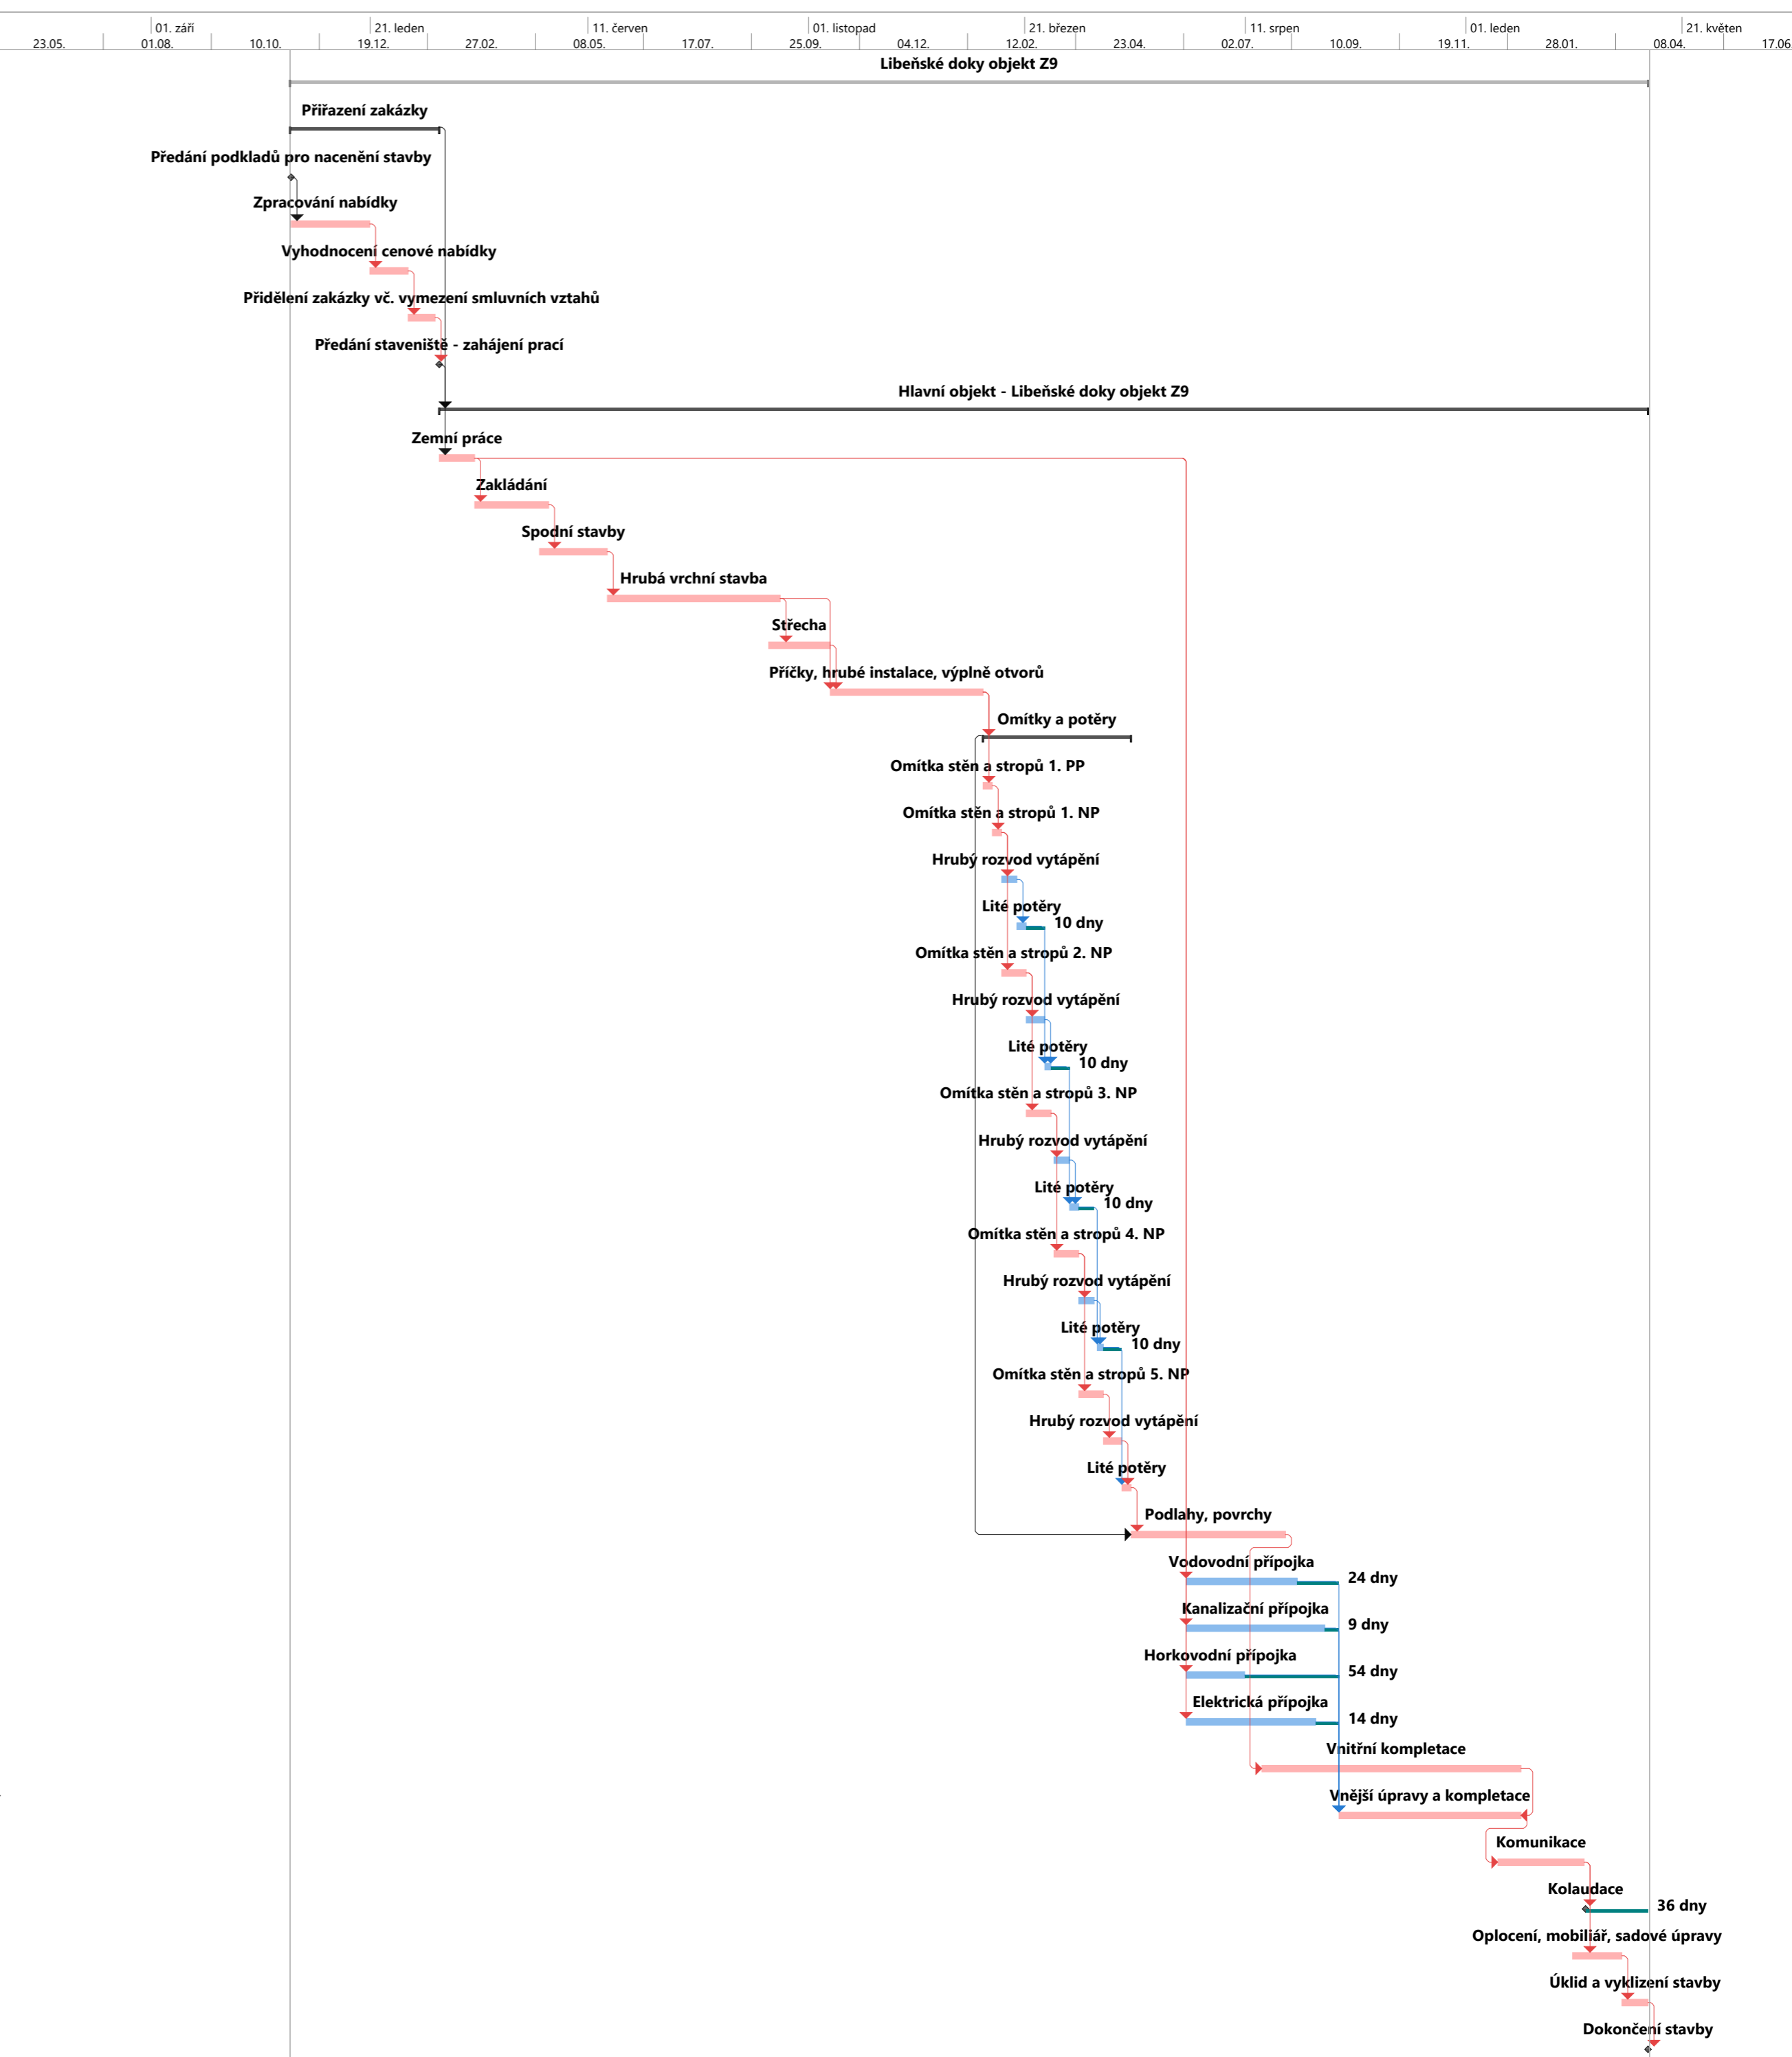 01. září 21. leden 11. červen 01. listopad 21. březen 11. srpen 01. leden 21. květen
23.05. 01.08. 10.10. 19.12. 27.02. 08.05. 17.07. 25.09. 04.12. 12.02. 23.04. 02.07. 10.09. 19.11. 28.01. 08.04. 17.06
Libeňské doky objekt Z9
Přiřazení zakázky
Předání podkladů pro nacenění stavby
Zpracování nabídky
Vyhodnocení cenové nabídky
Přidělení zakázky vč. vymezení smluvních vztahů
Předání staveniště - zahájení prací
Hlavní objekt - Libeňské doky objekt Z9
Zemní práce
Zakládání
Spodní stavby
Hrubá vrchní stavba
Střecha
Příčky, hrubé instalace, výplně otvorů
Omítky a potěry
Omítka stěn a stropů 1. PP
Omítka stěn a stropů 1. NP
Hrubý rozvod vytápění
Lité potěry
10 dny
Omítka stěn a stropů 2. NP
Hrubý rozvod vytápění
Lité potěry
10 dny
Omítka stěn a stropů 3. NP
Hrubý rozvod vytápění
Lité potěry
10 dny
Omítka stěn a stropů 4. NP
Hrubý rozvod vytápění
Lité potěry
10 dny
Omítka stěn a stropů 5. NP
Hrubý rozvod vytápění
Lité potěry
Podlahy, povrchy
Vodovodní přípojka
24 dny
Kanalizační přípojka
9 dny
Horkovodní přípojka
54 dny
Elektrická přípojka
14 dny
Vnitřní kompletace
Vnější úpravy a kompletace
Komunikace
Kolaudace
36 dny
Oplocení, mobiliář, sadové úpravy
Úklid a vyklizení stavby
Dokončení stavby